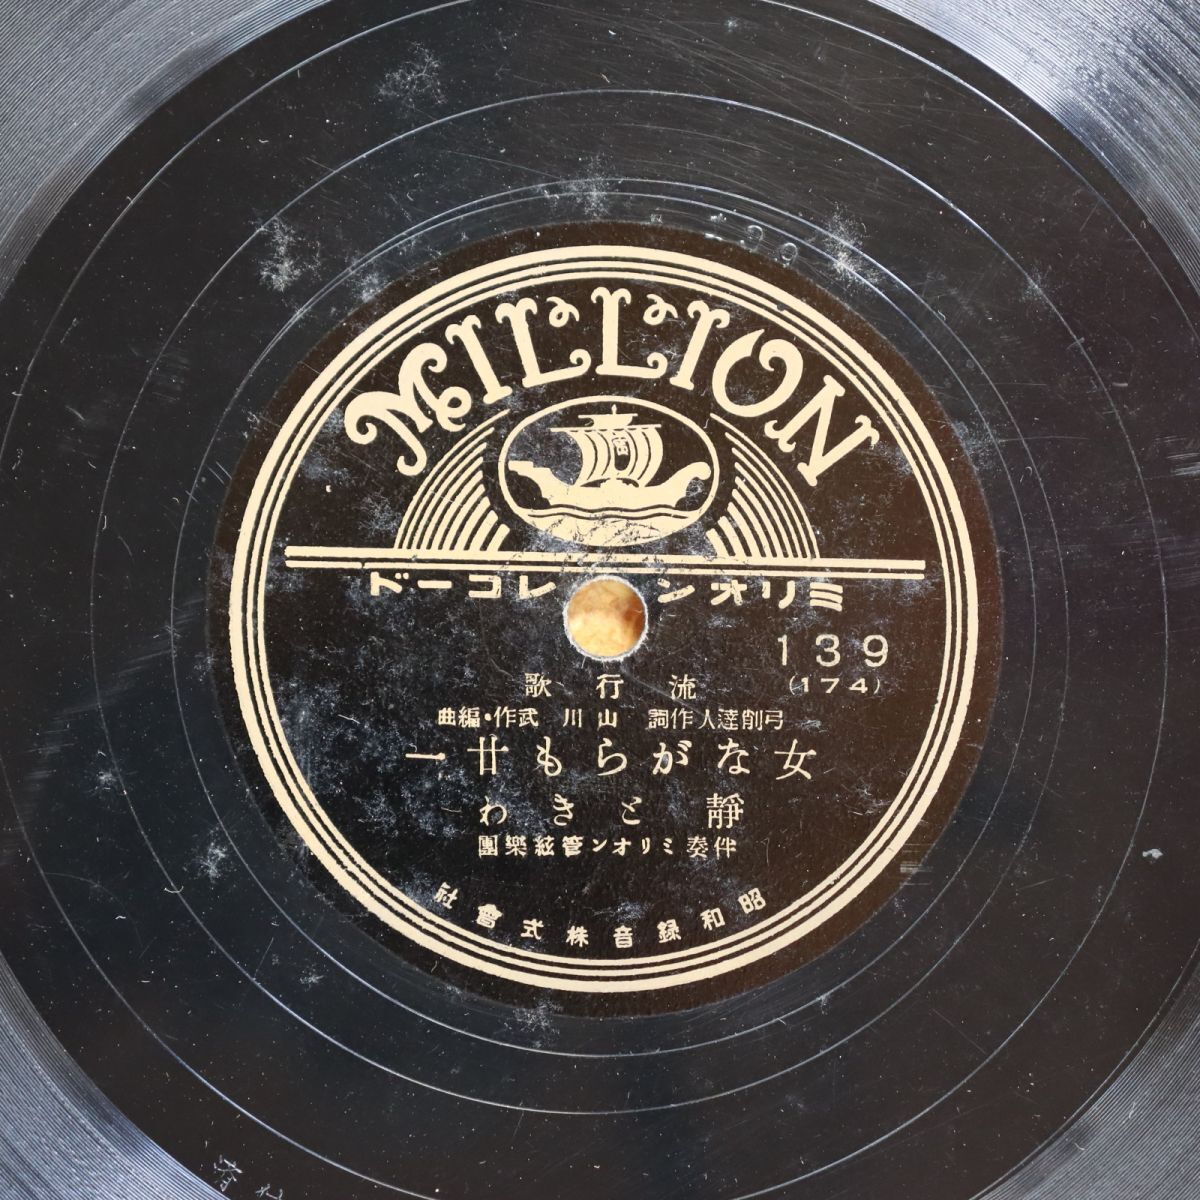 MILLION
ミリオンレコード
139
(174)
流行歌
弓削達人作詞 山川武作・編曲
女ながらも廿一
静ときわ
伴奏ミリオン管絃樂團
昭和録音株式會社